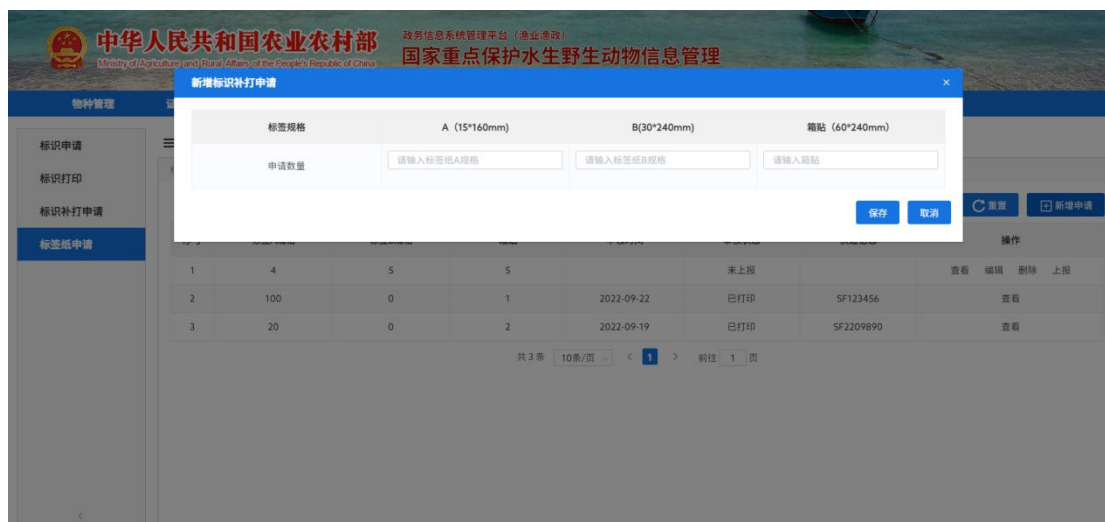 中华人民共和国农业农村部
Ministry of Agriculture and Rural Affairs of the People's Republic of China
政务信息系统管理平台（渔业渔政）
国家重点保护水生野生动物信息管理
新增标识补打申请 ×
物种管理
标签规格 A（15*160mm） B(30*240mm) 箱贴（60*240mm）
申请数量 请输入标签纸A规格 请输入标签纸B规格 请输入箱贴
保存 取消
标识申请
标识打印
标识补打申请
标签纸申请
重置 新增申请
操作
1 4 5 5 未上报 查看 编辑 删除 上报
2 100 0 1 2022-09-22 已打印 SF123456 查看
3 20 0 2 2022-09-19 已打印 SF2209890 查看
共3条 10条/页 < 1 > 前往 1 页